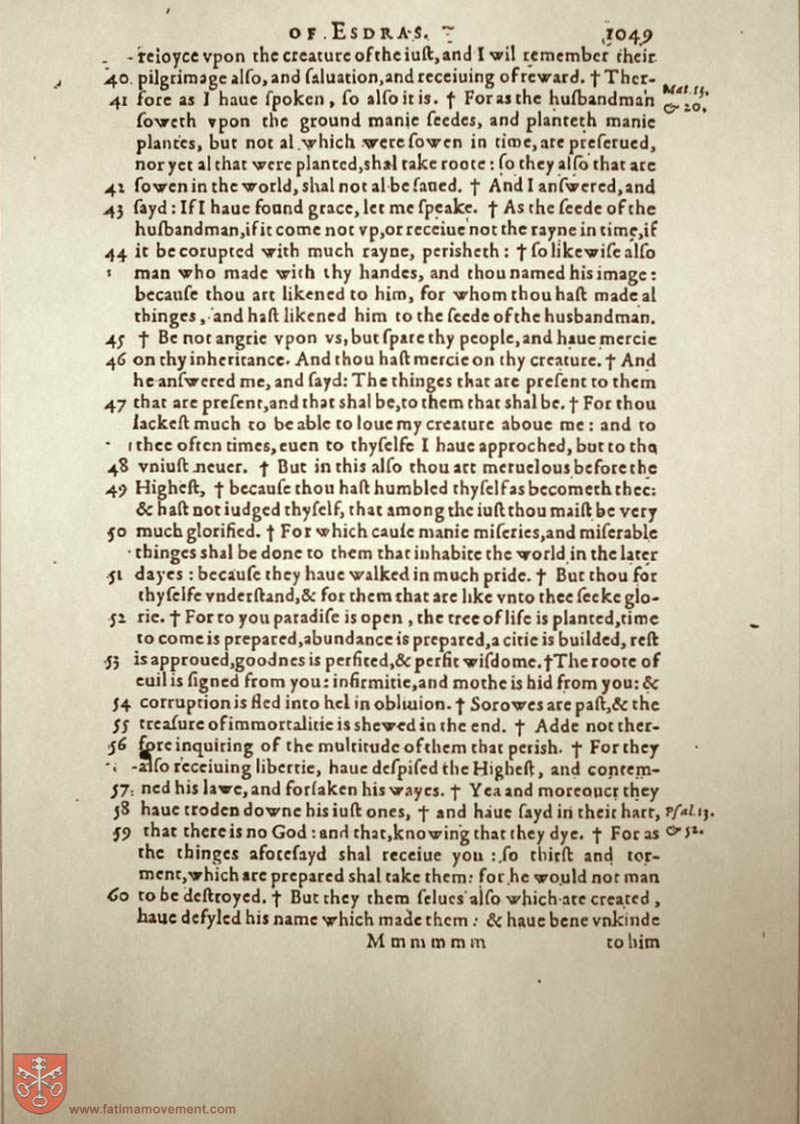 OF ESDRAS. 1049
reioyce vpon the creature of the iuſt, and I wil remember their
40 pilgrimage alſo, and ſaluation, and receiuing of reward. † Ther-
41 fore as I haue ſpoken, ſo alſo it is. † For as the huſbandman Mat. 13.
ſoweth vpon the ground manie ſeedes, and planteth manie & 20.
plantes, but not al which were ſowen in time, are preſerued,
nor yet al that were planted, shal take roote: ſo they alſo that are
42 ſowen in the world, shal not al be ſaued. † And I anſwered, and
43 ſayd: If I haue found grace, let me ſpeake. † As the ſeede of the
huſbandman, if it come not vp, or receiue not the rayne in time, if
44 it be corupted with much rayne, perisheth: † ſo likewiſe alſo
man who made with thy handes, and thou named his image:
becauſe thou art likened to him, for whom thou haſt made al
thinges, and haſt likened him to the ſeede of the husbandman.
45 † Be not angrie vpon vs, but ſpare thy people, and haue mercie
46 on thy inheritance. And thou haſt mercie on thy creature. † And
he anſwered me, and ſayd: The thinges that are preſent to them
47 that are preſent, and that shal be, to them that shal be. † For thou
lackeſt much to be able to loue my creature aboue me: and to
thee often times, euen to thyſelfe I haue approched, but to the
48 vniuſt neuer. † But in this alſo thou art meruelous before the
49 Higheſt, † becauſe thou haſt humbled thyſelf as becometh thee:
& haſt not iudged thyſelf, that among the iuſt thou maiſt be very
50 much glorified. † For which cauſe manie miſeries, and miſerable
thinges shal be done to them that inhabite the world in the later
51 dayes: becauſe they haue walked in much pride. † But thou for
thyſelfe vnderſtand, & for them that are like vnto thee ſeeke glo-
52 rie. † For to you paradiſe is open, the tree of life is planted, time
to come is prepared, abundance is prepared, a citie is builded, reſt
53 is approued, goodnes is perfited, & perfit wiſdome. † The roote of
euil is ſigned from you: infirmitie, and mothe is hid from you: &
54 corruption is fled into hel in obliuion. † Sorowes are paſt, & the
55 treaſure of immortalitie is shewed in the end. † Adde not ther-
56 fore inquiring of the multitude of them that perish. † For they
alſo receiuing libertie, haue deſpiſed the Higheſt, and contem-
57 ned his lawe, and forſaken his wayes. † Yea and moreouer they
58 haue troden downe his iuſt ones, † and haue ſayd in their hart, Pſal. 13.
59 that there is no God: and that, knowing that they dye. † For as & 52.
the thinges aforeſayd shal receiue you: ſo thirſt and tor-
ment, which are prepared shal take them: for he would not man
60 to be deſtroyed. † But they them ſelues alſo which are created,
haue defyled his name which made them: & haue bene vnkinde
Mmmmmm to him
www.fatimamovement.com